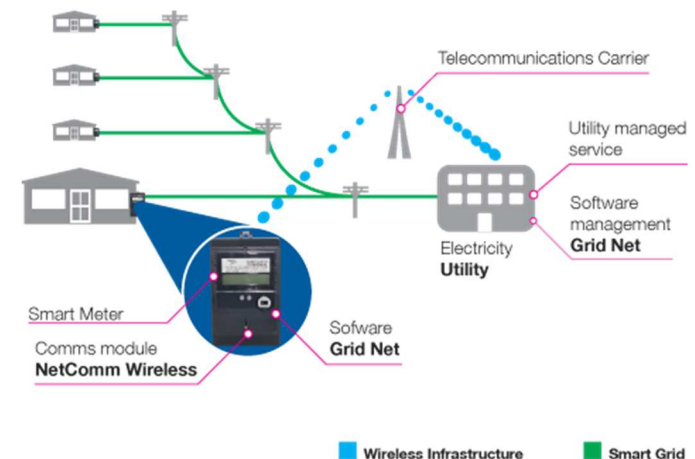 Telecommunications Carrier
Utility managed
service
Software
management
Grid Net
Electricity
Utility
Smart Meter
Comms module
NetComm Wireless
Sofware
Grid Net
Wireless Infrastructure
Smart Grid